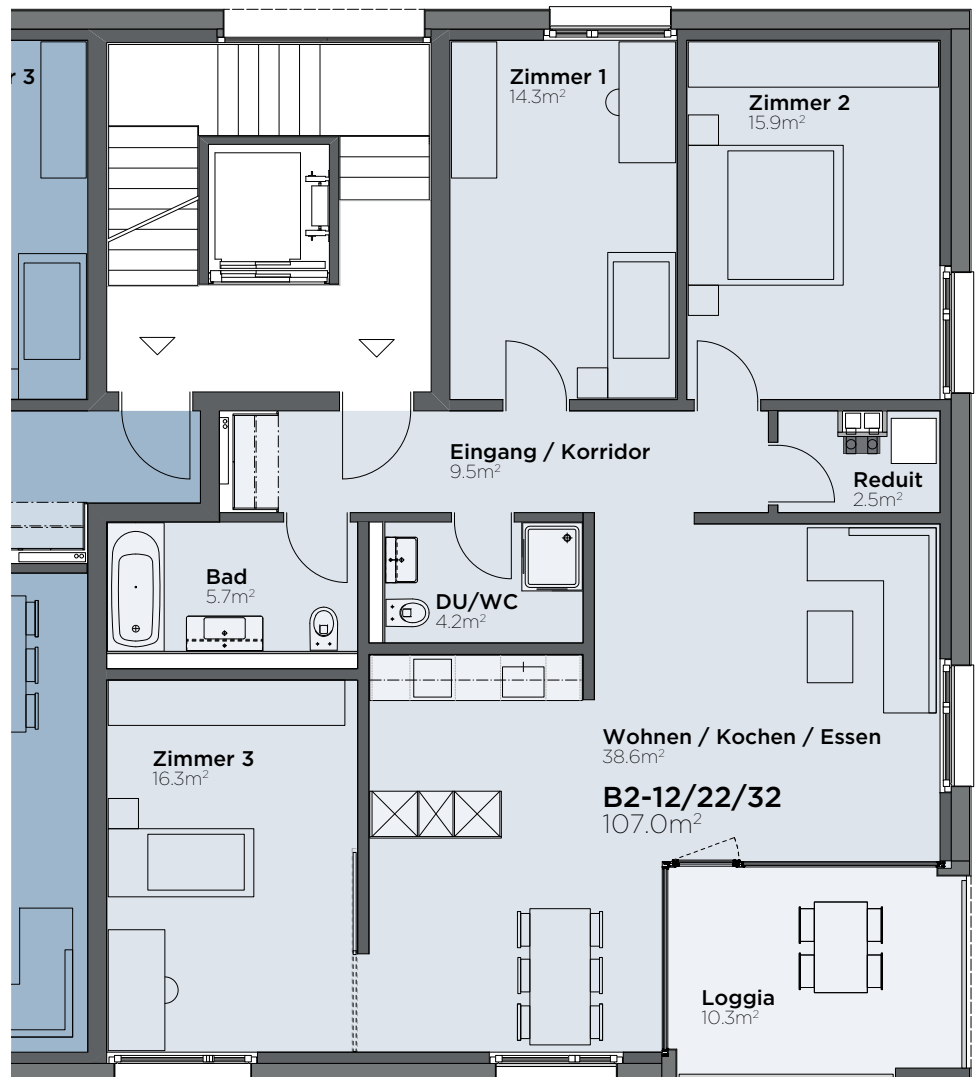 r 3
Zimmer 1
14.3m²
Zimmer 2
15.9m²
Eingang / Korridor
9.5m²
Reduit
2.5m²
Bad
5.7m²
DU/WC
4.2m²
Zimmer 3
16.3m²
Wohnen / Kochen / Essen
38.6m²
B2-12/22/32
107.0m²
Loggia
10.3m²